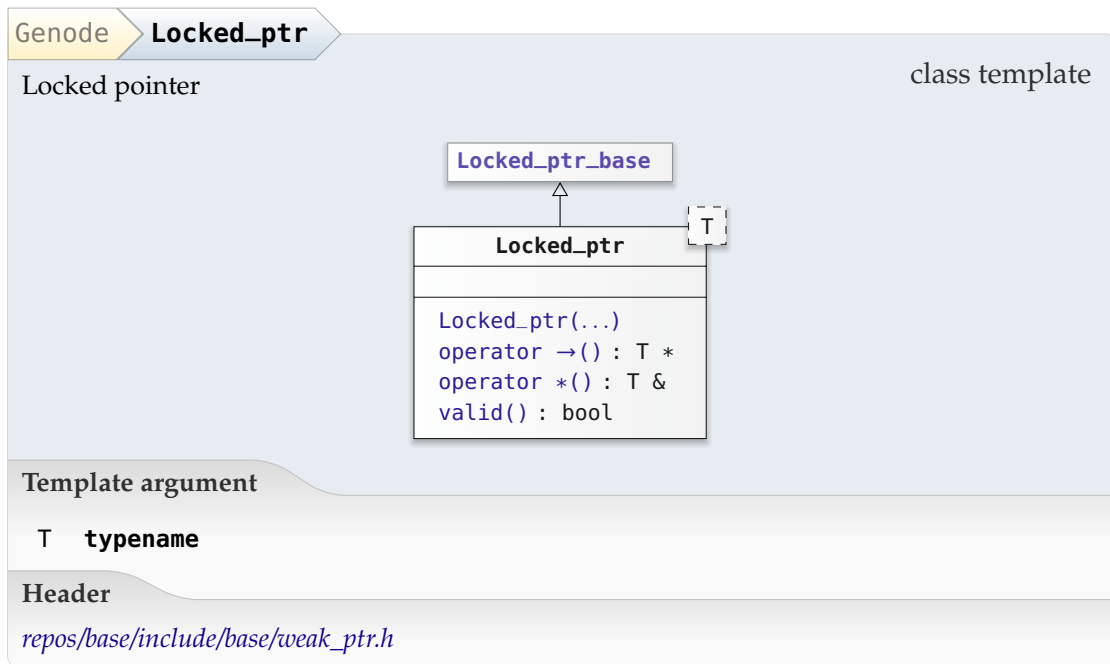 Genode Locked_ptr
Locked pointer
class template
Locked_ptr_base
T
Locked_ptr
Locked_ptr(...)
operator →() : T *
operator *() : T &
valid() : bool
Template argument
T typename
Header
repos/base/include/base/weak_ptr.h